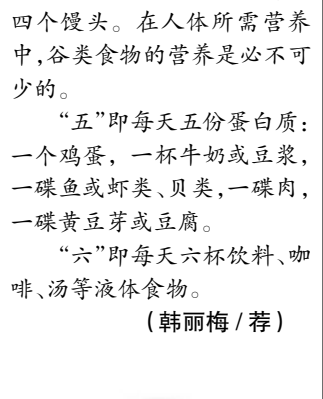 四个馒头。在人体所需营养
中,谷类食物的营养是必不可
少的。
“五”即每天五份蛋白质：
一个鸡蛋，一杯牛奶或豆浆，
一碟鱼或虾类、贝类,一碟肉，
一碟黄豆芽或豆腐。
“六”即每天六杯饮料、咖
啡、汤等液体食物。
（韩丽梅/荐）